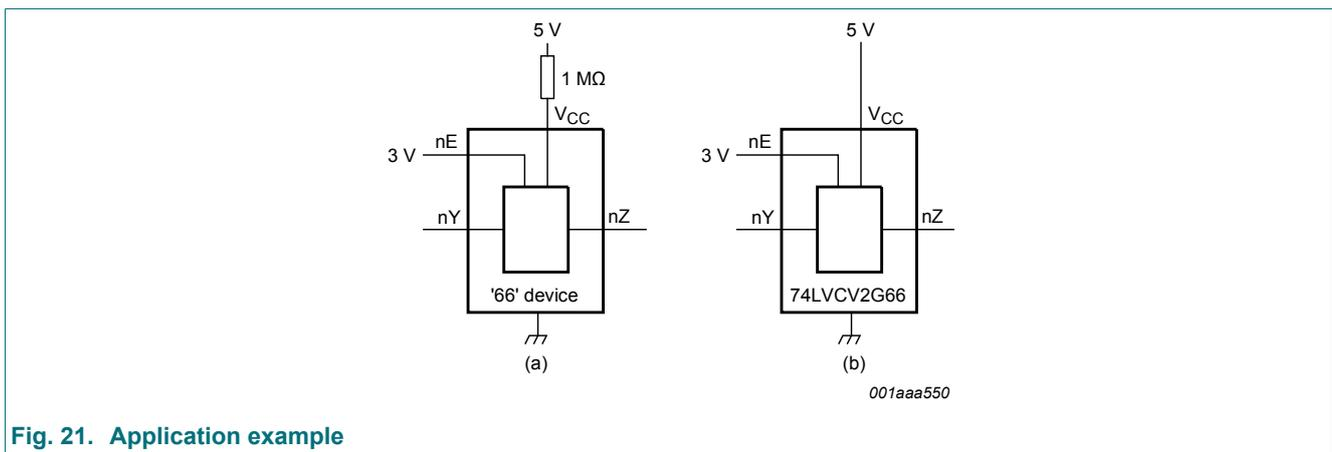 5 V
1 MΩ
VCC
nE
3 V
nY
nZ
'66' device
(a)
5 V
VCC
nE
3 V
nY
nZ
74LVCV2G66
(b)
001aaa550
Fig. 21. Application example